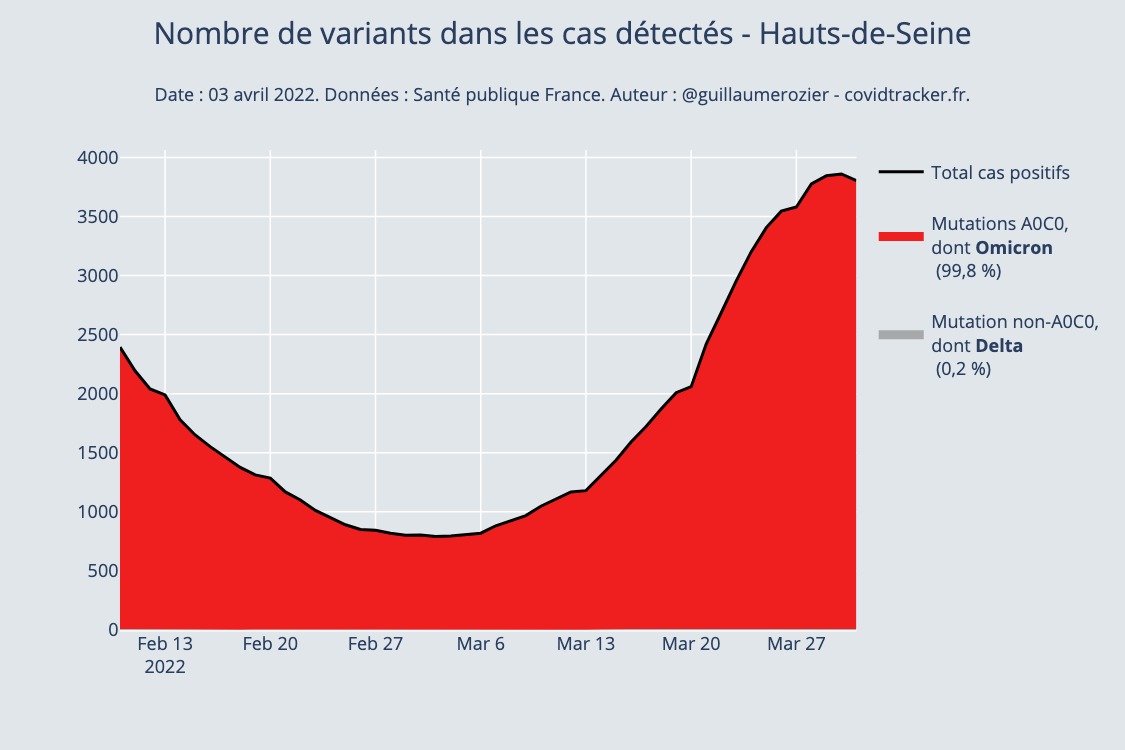 Nombre de variants dans les cas détectés - Hauts-de-Seine
Date : 03 avril 2022. Données : Santé publique France. Auteur : @guillaumerozier - covidtracker.fr.
4000
3500
3000
2500
2000
1500
1000
500
0
Feb 13
2022
Feb 20
Feb 27
Mar 6
Mar 13
Mar 20
Mar 27
Total cas positifs
Mutations A0C0,
dont Omicron
(99,8 %)
Mutation non-A0C0,
dont Delta
(0,2 %)